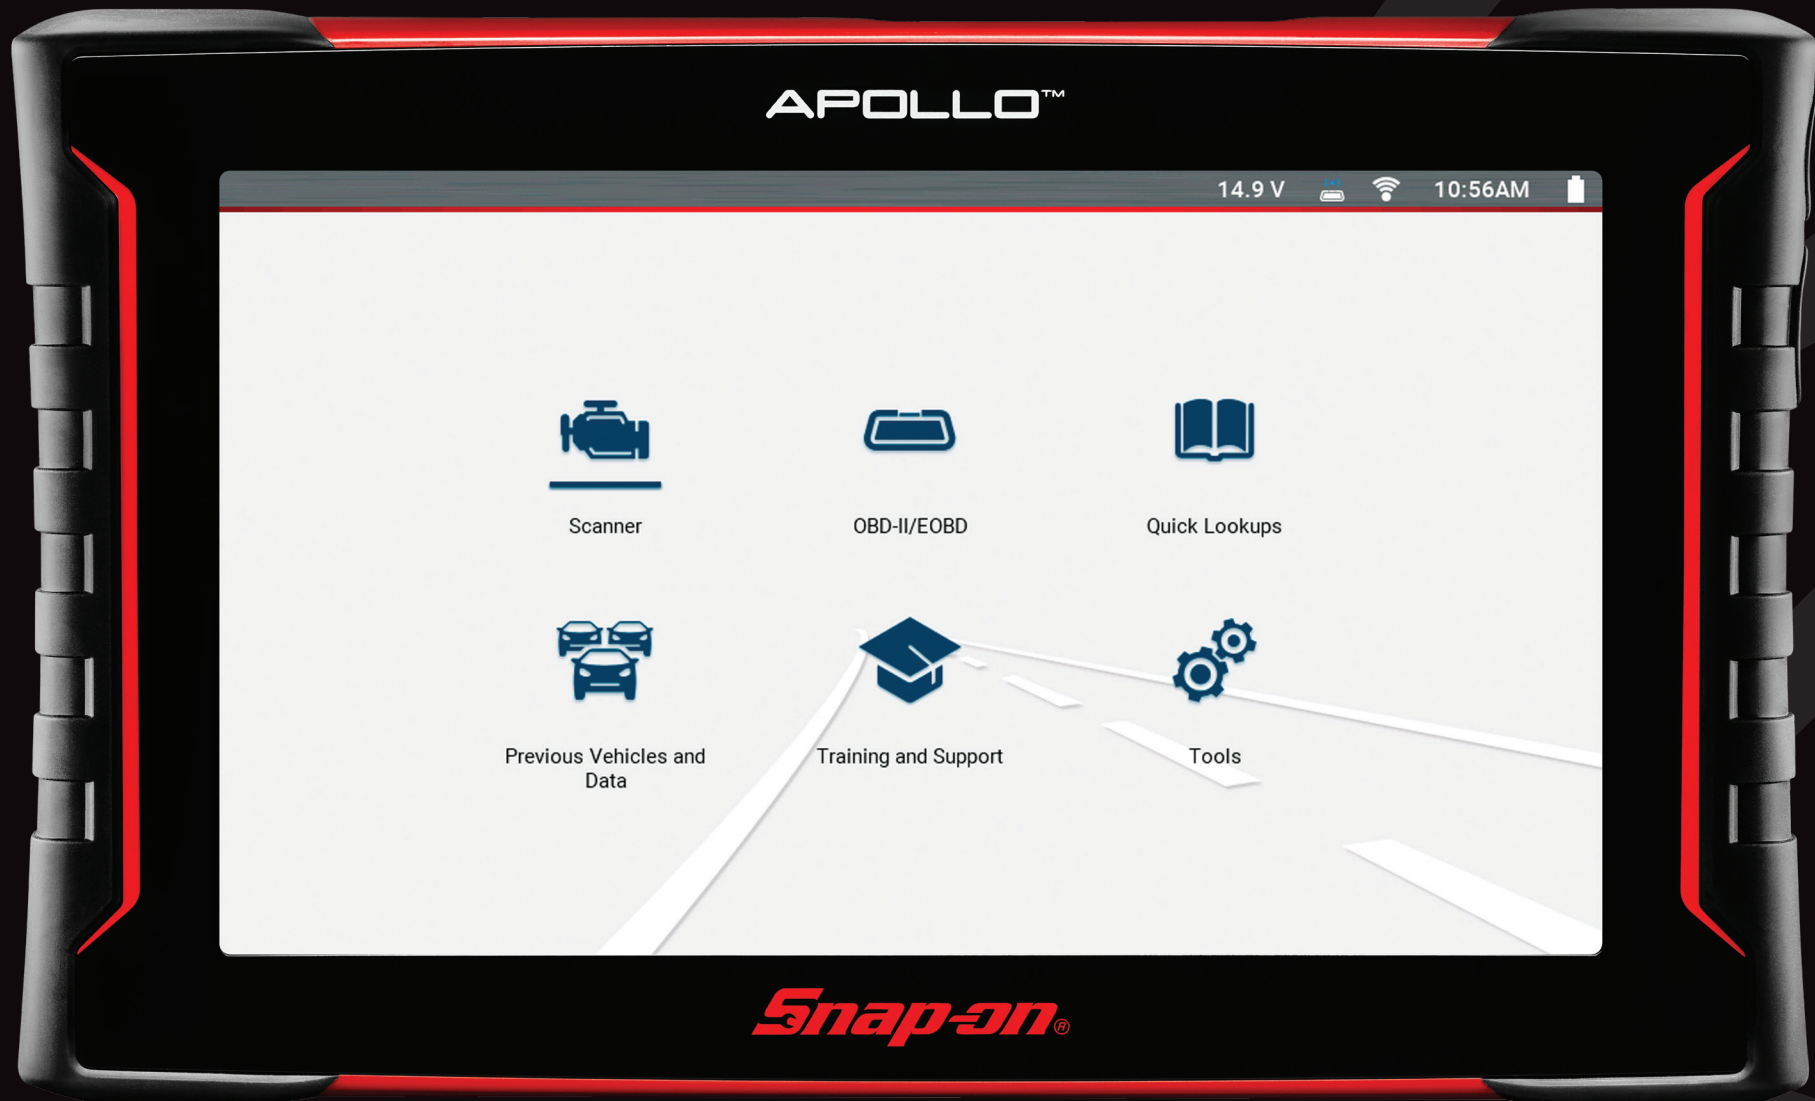 APOLLO™
14.9 V 10:56AM
Scanner
OBD-II/EOBD
Quick Lookups
Previous Vehicles and
Data
Training and Support
Tools
Snap-on®